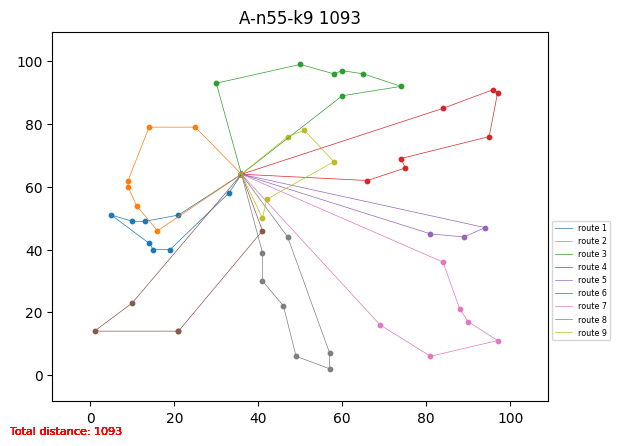 A-n55-k9 1093
100
80
60
40
20
0
0 20 40 60 80 100
route 1
route 2
route 3
route 4
route 5
route 6
route 7
route 8
route 9
Total distance: 1093